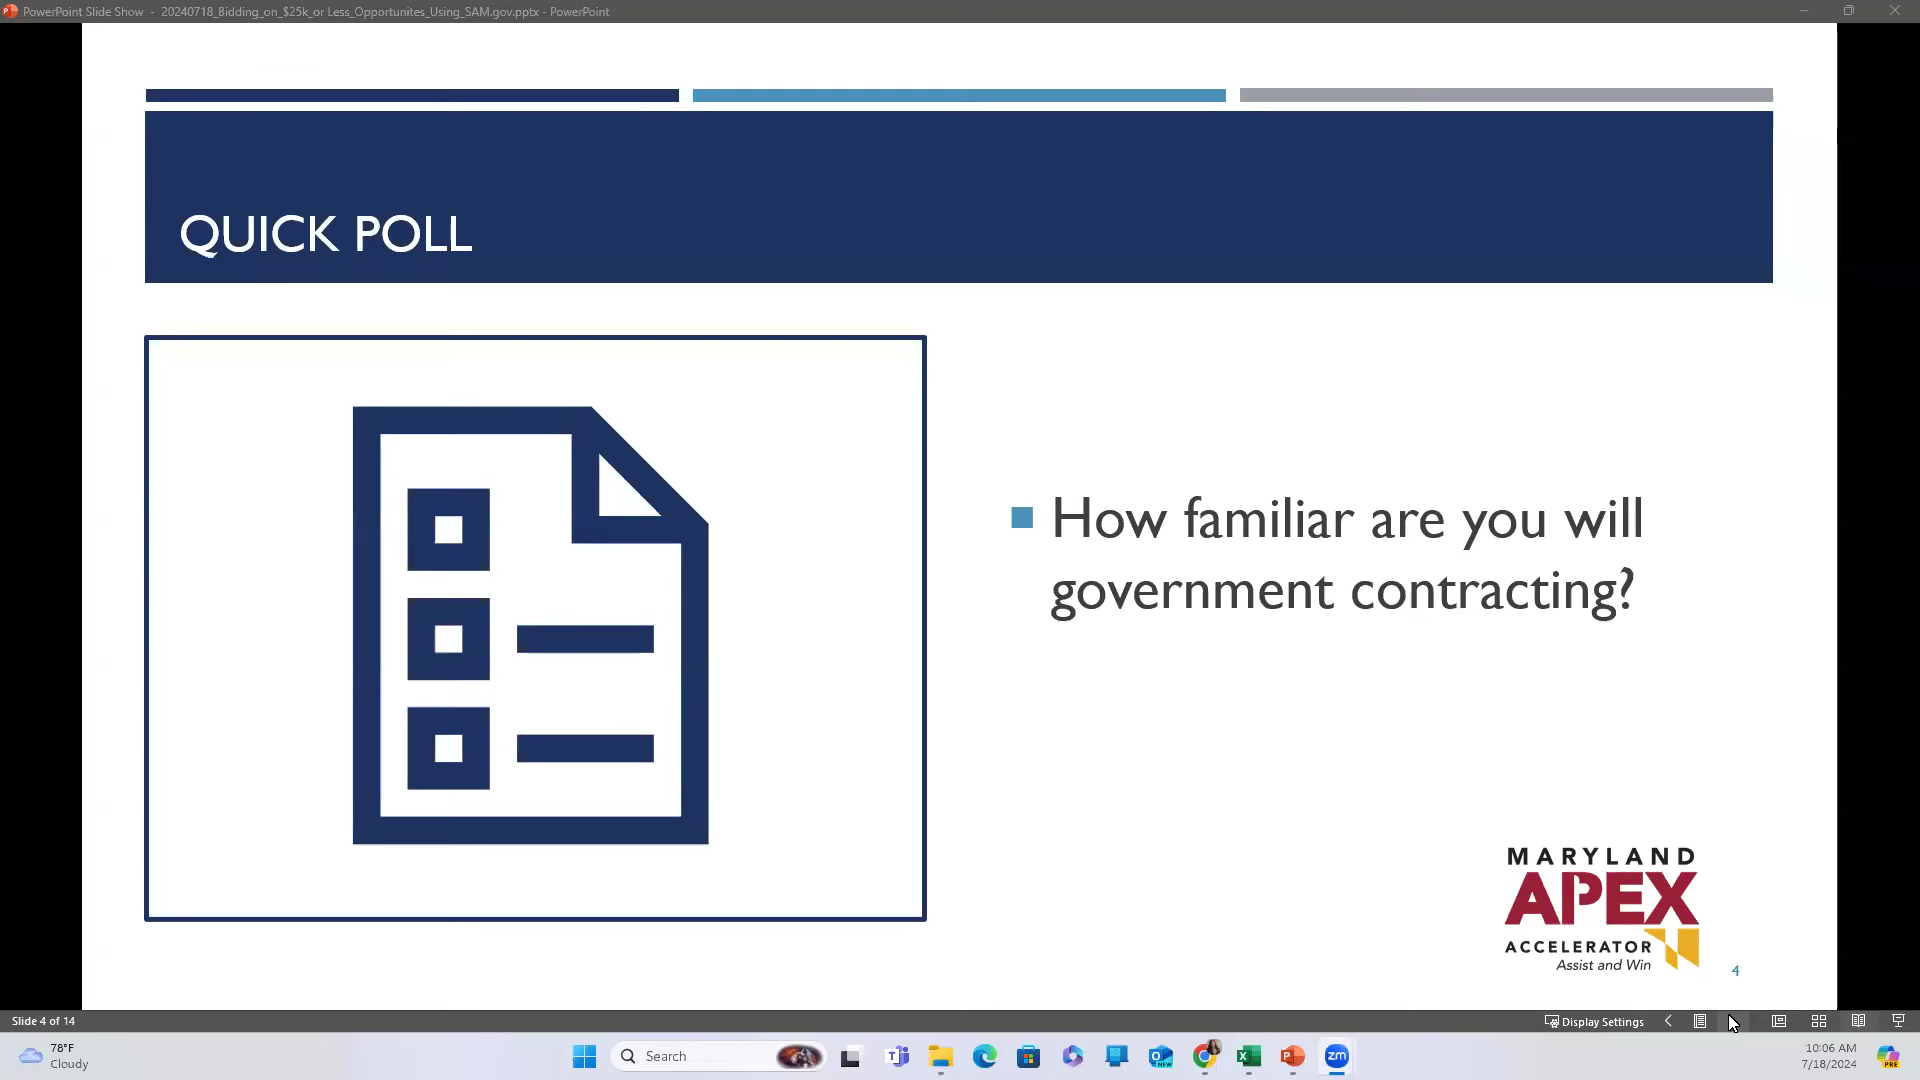 PowerPoint Slide Show - 20240718_Bidding_on_$25k_or Less_Opportunites_Using_SAM.gov.pptx - PowerPoint
QUICK POLL
How familiar are you will
government contracting?
MARYLAND
APEX
ACCELERATOR
Assist and Win
4
Slide 4 of 14
Display Settings
78°F
Cloudy
Search
zm
10:06 AM
7/18/2024
PRE